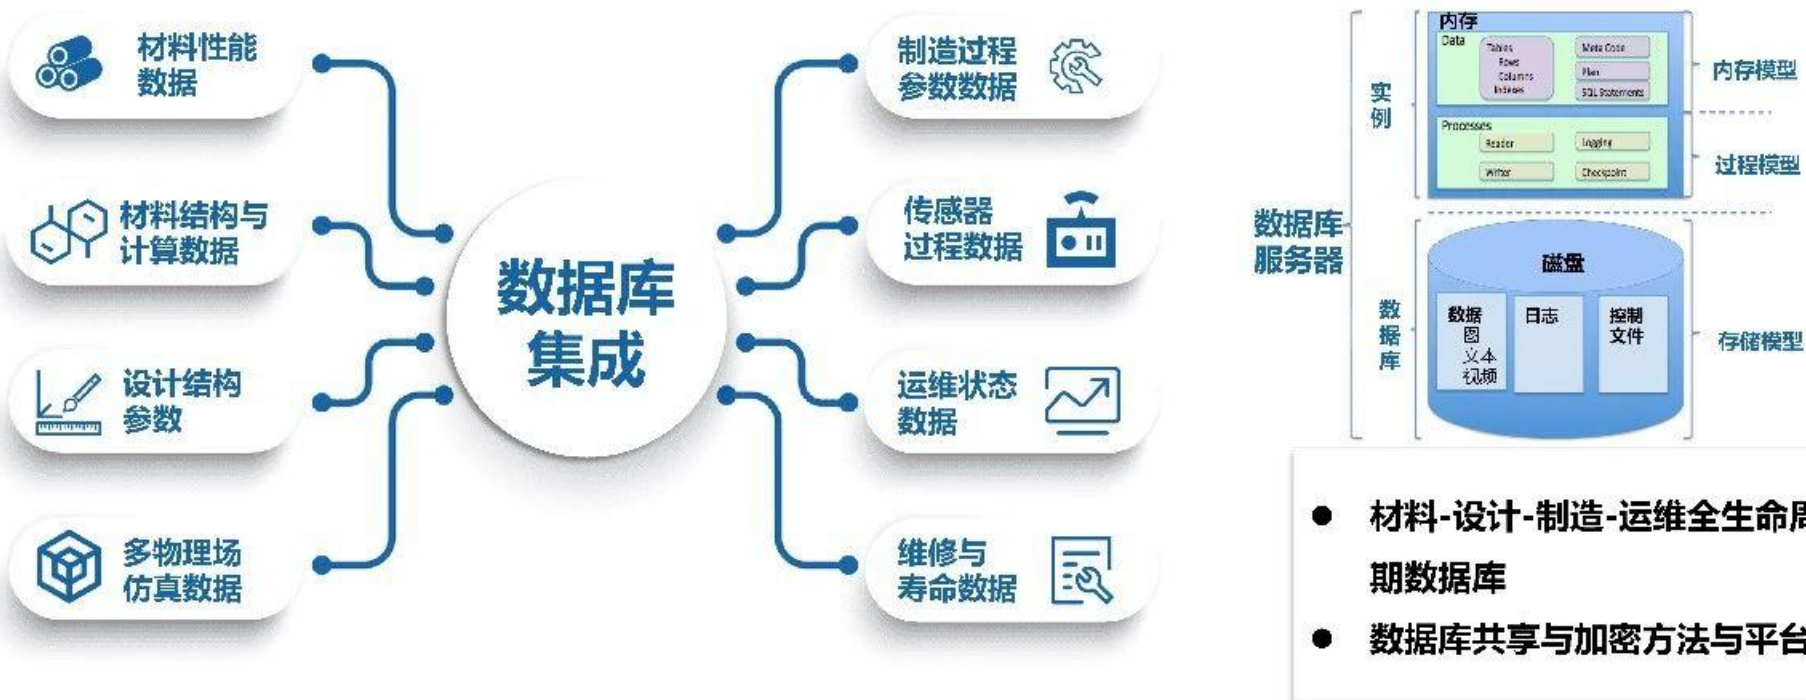 材料性能
数据
材料结构与
计算数据
设计结构
参数
多物理场
仿真数据
数据库
集成
制造过程
参数数据
传感器
过程数据
运维状态
数据
维修与
寿命数据
数据库
服务器
实
例
数
据
库
内存
Data
Tables
Rows
Columns
Indexes
Meta Code
Plan
SQL Statements
Processes
Reader
Logging
Writer
Checkpoint
磁盘
数据
图
文本
视频
日志
控制
文件
内存模型
过程模型
存储模型
材料-设计-制造-运维全生命周
期数据库
数据库共享与加密方法与平台